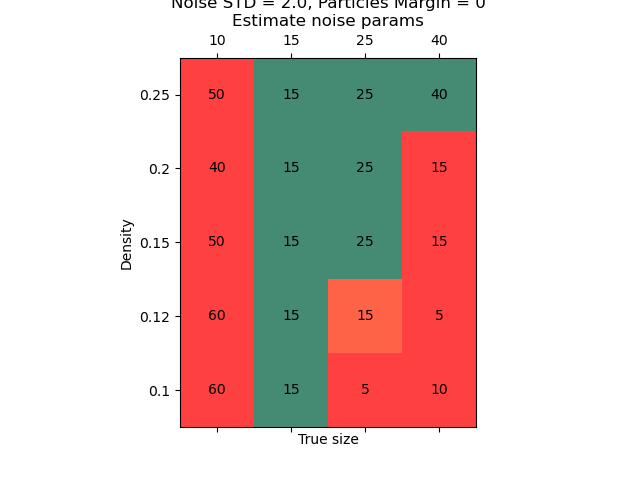 Noise STD = 2.0, Particles Margin = 0
Estimate noise params
10 15 25 40
0.25 50 15 25 40
0.2 40 15 25 15
0.15 50 15 25 15
0.12 60 15 15 5
0.1 60 15 5 10
Density
True size